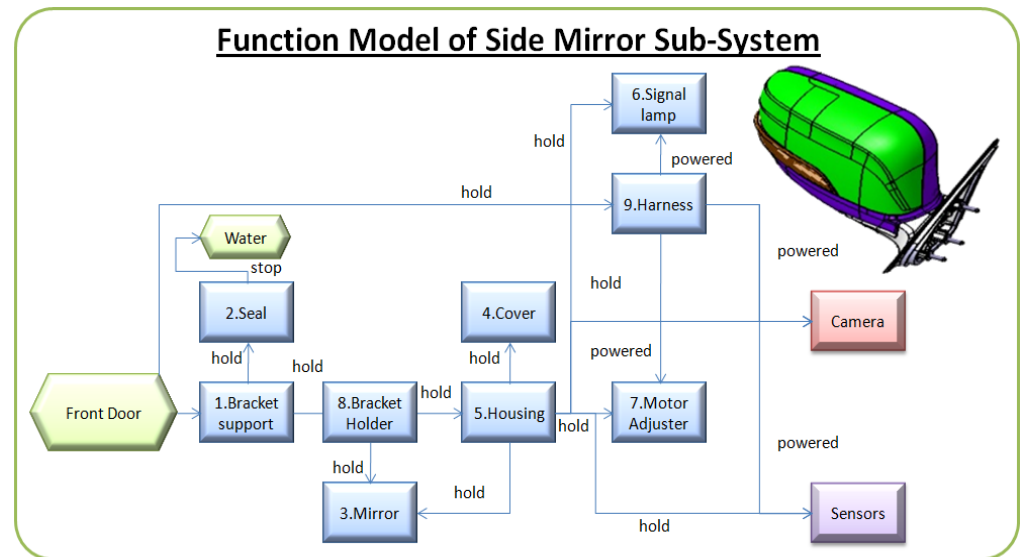 Function Model of Side Mirror Sub-System
6.Signal
lamp
hold
powered
hold
9.Harness
Water
stop
powered
hold
2.Seal
4.Cover
Camera
hold
hold
hold
powered
hold
Front Door
1.Bracket
support
8.Bracket
Holder
5.Housing
hold
7.Motor
Adjuster
powered
hold
hold
3.Mirror
Sensors
hold